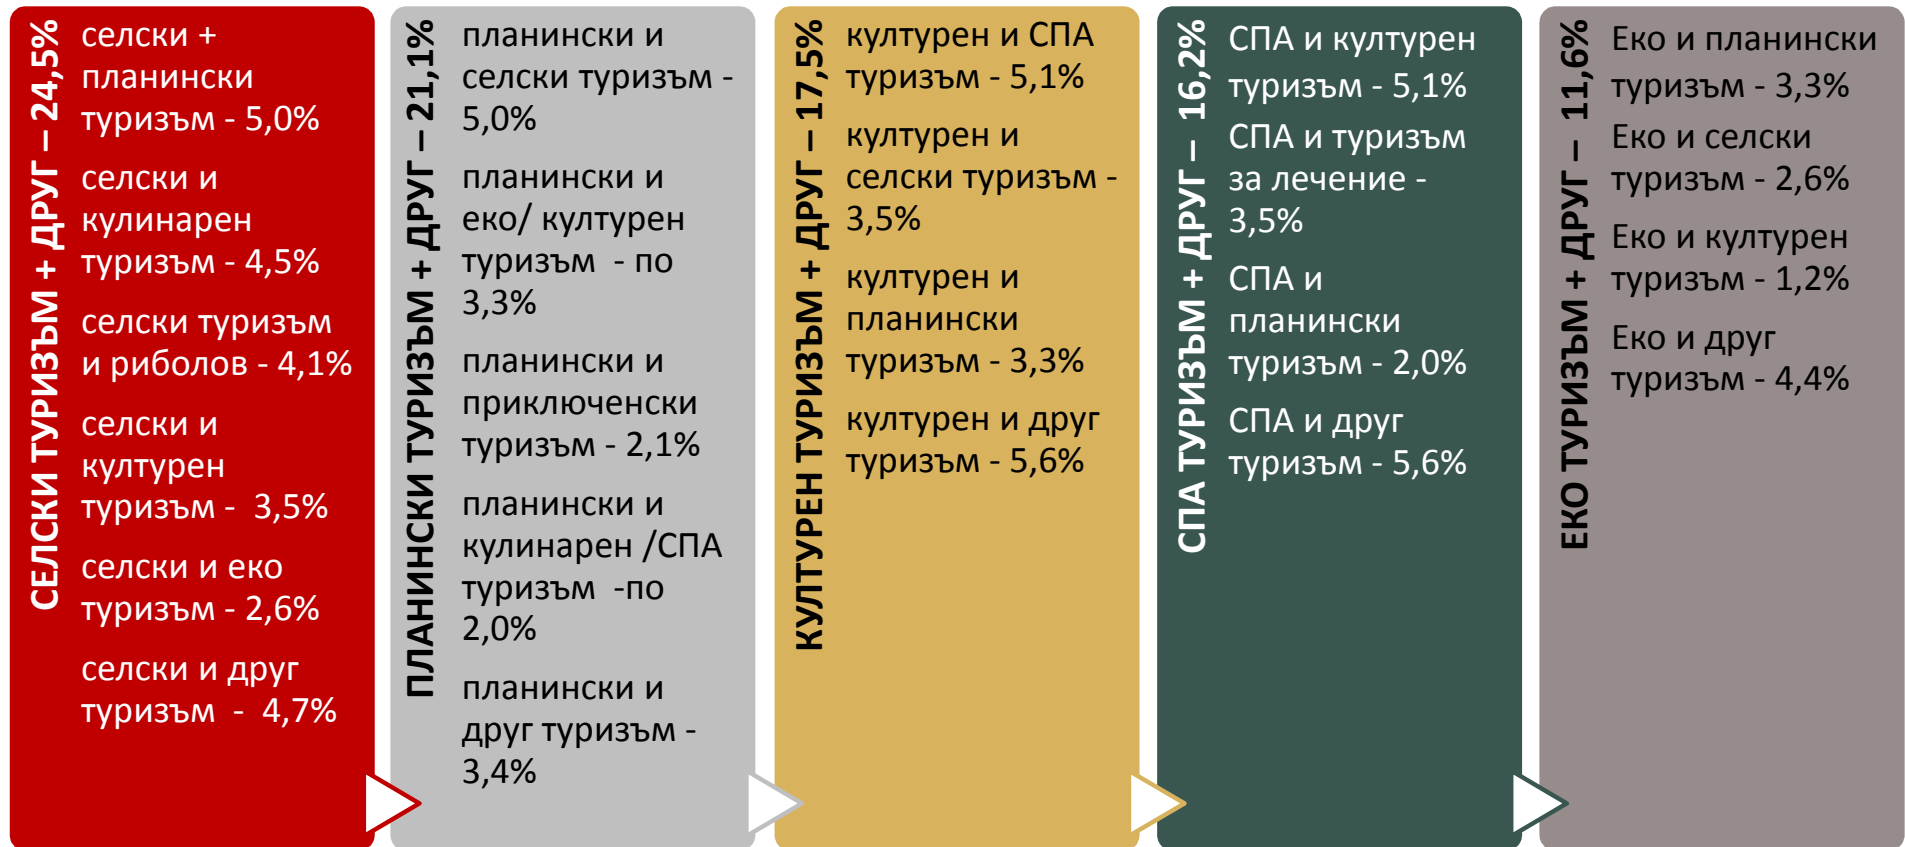 СЕЛСКИ ТУРИЗЪМ + ДРУГ – 24,5%
селски +
планински
туризъм - 5,0%
селски и
кулинарен
туризъм - 4,5%
селски туризъм
и риболов - 4,1%
селски и
културен
туризъм -  3,5%
селски и еко
туризъм - 2,6%
селски и друг
туризъм  -  4,7%
ПЛАНИНСКИ ТУРИЗЪМ + ДРУГ – 21,1%
планински и
селски туризъм -
5,0%
планински и
еко/ културен
туризъм  - по
3,3%
планински и
приключенски
туризъм - 2,1%
планински и
кулинарен /СПА
туризъм  -по
2,0%
планински и
друг туризъм -
3,4%
КУЛТУРЕН ТУРИЗЪМ + ДРУГ – 17,5%
културен и СПА
туризъм - 5,1%
културен и
селски туризъм -
3,5%
културен и
планински
туризъм - 3,3%
културен и друг
туризъм - 5,6%
СПА ТУРИЗЪМ + ДРУГ –  16,2%
СПА и културен
туризъм - 5,1%
СПА и туризъм
за лечение -
3,5%
СПА и
планински
туризъм - 2,0%
СПА и друг
туризъм - 5,6%
ЕКО ТУРИЗЪМ + ДРУГ –  11,6%
Еко и планински
туризъм - 3,3%
Еко и селски
туризъм - 2,6%
Еко и културен
туризъм - 1,2%
Еко и друг
туризъм - 4,4%